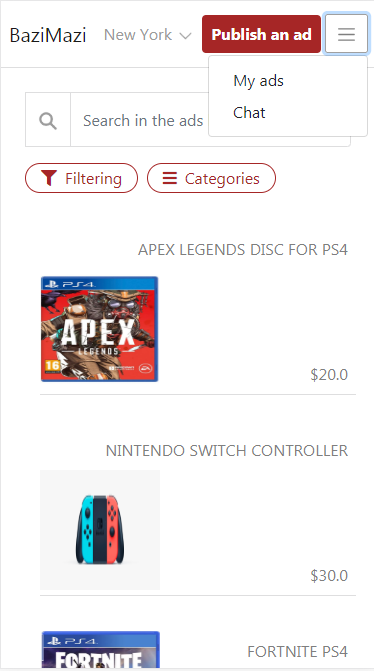 BaziMazi New York Publish an ad
My ads
Chat
Search in the ads
Filtering Categories
APEX LEGENDS DISC FOR PS4
PS4
APEX
LEGENDS
16
EA
$20.0
NINTENDO SWITCH CONTROLLER
$30.0
FORTNITE PS4
PS4
FORTNITE